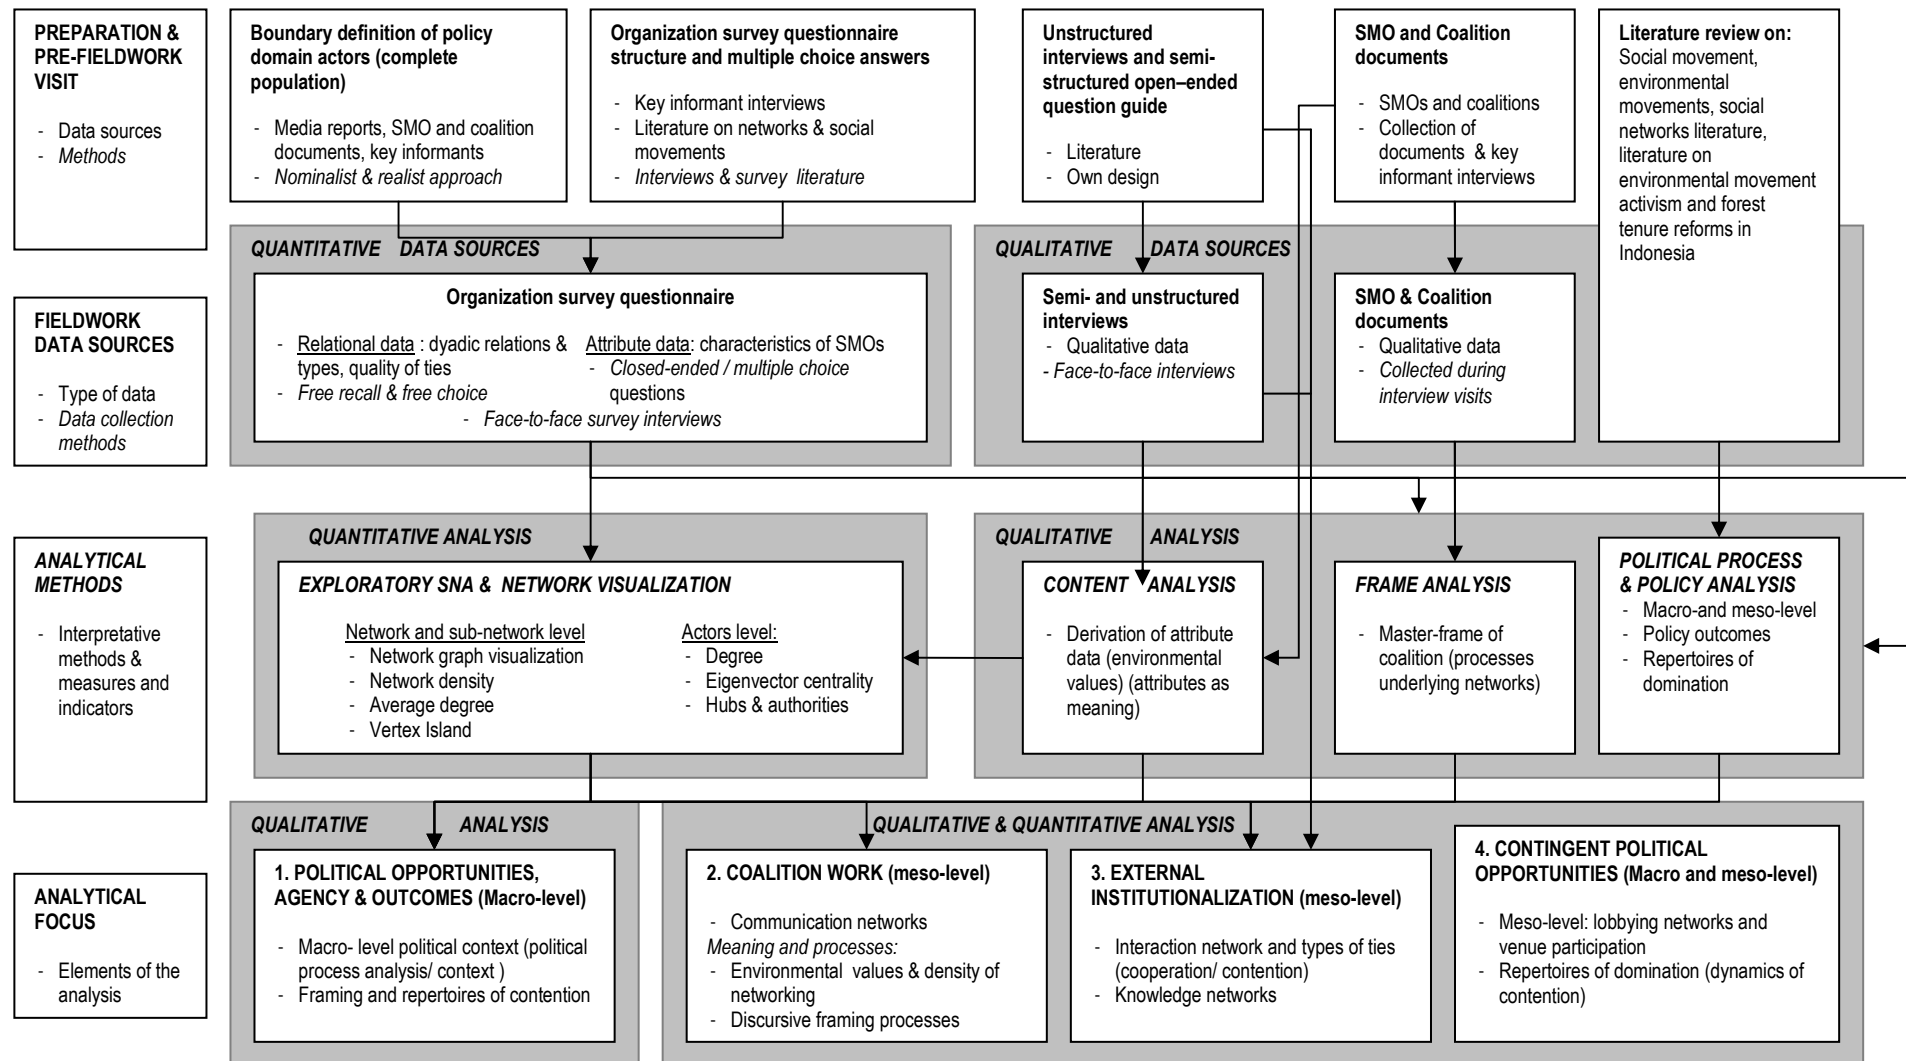 PREPARATION &
PRE-FIELDWORK
VISIT
- Data sources
- Methods
Boundary definition of policy
domain actors (complete
population)
- Media reports, SMO and coalition
documents, key informants
- Nominalist & realist approach
Organization survey questionnaire
structure and multiple choice answers
- Key informant interviews
- Literature on networks & social
movements
- Interviews & survey literature
Unstructured
interviews and semi-
structured open–ended
question guide
- Literature
- Own design
SMO and Coalition
documents
- SMOs and coalitions
- Collection of
documents & key
informant interviews
Literature review on:
Social movement,
environmental
movements, social
networks literature,
literature on
environmental movement
activism and forest
tenure reforms in
Indonesia
FIELDWORK
DATA SOURCES
- Type of data
- Data collection
methods
QUANTITATIVE DATA SOURCES
Organization survey questionnaire
- Relational data : dyadic relations &
types, quality of ties
- Free recall & free choice
Attribute data: characteristics of SMOs
- Closed-ended / multiple choice
questions
- Face-to-face survey interviews
QUALITATIVE DATA SOURCES
Semi- and unstructured
interviews
- Qualitative data
- Face-to-face interviews
SMO & Coalition
documents
- Qualitative data
- Collected during
interview visits
ANALYTICAL
METHODS
- Interpretative
methods &
measures and
indicators
QUANTITATIVE ANALYSIS
EXPLORATORY SNA & NETWORK VISUALIZATION
Network and sub-network level
- Network graph visualization
- Network density
- Average degree
- Vertex Island
Actors level:
- Degree
- Eigenvector centrality
- Hubs & authorities
QUALITATIVE ANALYSIS
CONTENT ANALYSIS
- Derivation of attribute
data (environmental
values) (attributes as
meaning)
FRAME ANALYSIS
- Master-frame of
coalition (processes
underlying networks)
POLITICAL PROCESS
& POLICY ANALYSIS
- Macro-and meso-level
- Policy outcomes
- Repertoires of
domination
ANALYTICAL
FOCUS
- Elements of the
analysis
QUALITATIVE ANALYSIS
1. POLITICAL OPPORTUNITIES,
AGENCY & OUTCOMES (Macro-level)
- Macro- level political context (political
process analysis/ context )
- Framing and repertoires of contention
QUALITATIVE & QUANTITATIVE ANALYSIS
2. COALITION WORK (meso-level)
- Communication networks
Meaning and processes:
- Environmental values & density of
networking
- Discursive framing processes
3. EXTERNAL
INSTITUTIONALIZATION (meso-level)
- Interaction network and types of ties
(cooperation/ contention)
- Knowledge networks
4. CONTINGENT POLITICAL
OPPORTUNITIES (Macro and meso-level)
- Meso-level: lobbying networks and
venue participation
- Repertoires of domination (dynamics of
contention)